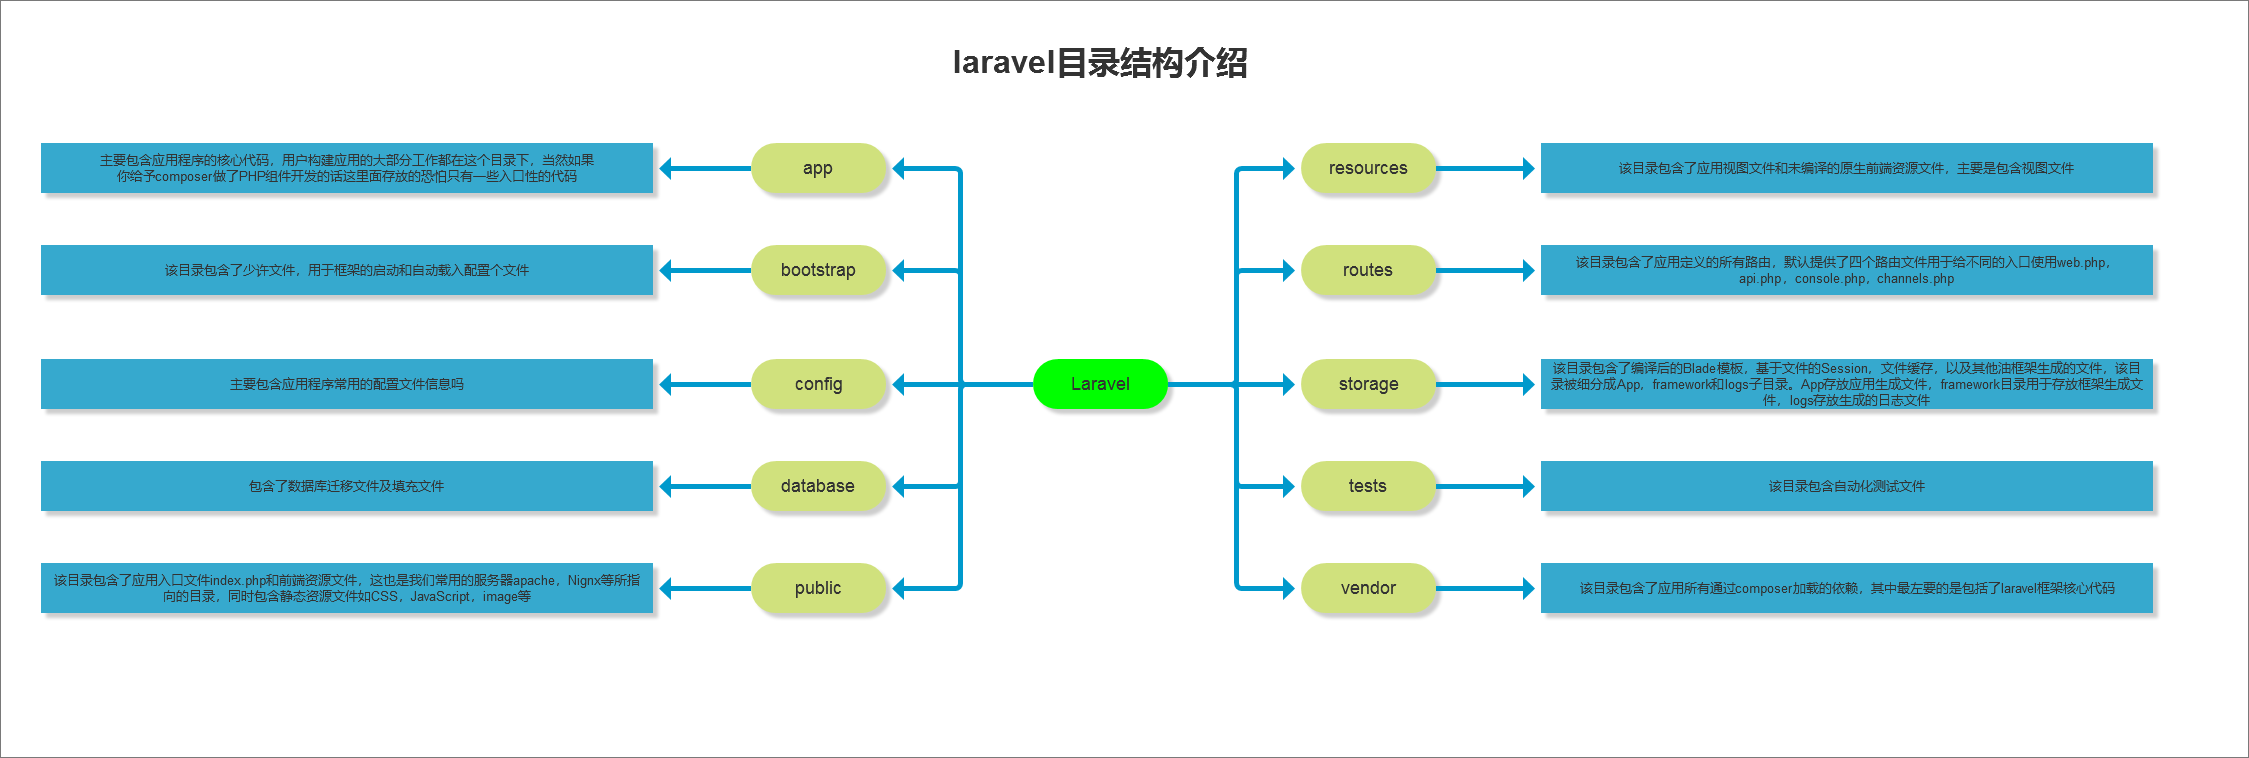 laravel目录结构介绍
主要包含应用程序的核心代码，用户构建应用的大部分工作都在这个目录下，当然如果
你给予composer做了PHP组件开发的话这里面存放的恐怕只有一些入口性的代码
app
resources
该目录包含了应用视图文件和未编译的原生前端资源文件，主要是包含视图文件
该目录包含了少许文件，用于框架的启动和自动载入配置个文件
bootstrap
routes
该目录包含了应用定义的所有路由，默认提供了四个路由文件用于给不同的入口使用web.php，
api.php，console.php，channels.php
主要包含应用程序常用的配置文件信息吗
config
Laravel
storage
该目录包含了编译后的Blade模板，基于文件的Session，文件缓存，以及其他油框架生成的文件，该目
录被细分成App，framework和logs子目录。App存放应用生成文件，framework目录用于存放框架生成文
件，logs存放生成的日志文件
包含了数据库迁移文件及填充文件
database
tests
该目录包含自动化测试文件
该目录包含了应用入口文件index.php和前端资源文件，这也是我们常用的服务器apache，Nignx等所指
向的目录，同时包含静态资源文件如CSS，JavaScript，image等
public
vendor
该目录包含了应用所有通过composer加载的依赖，其中最左要的是包括了laravel框架核心代码